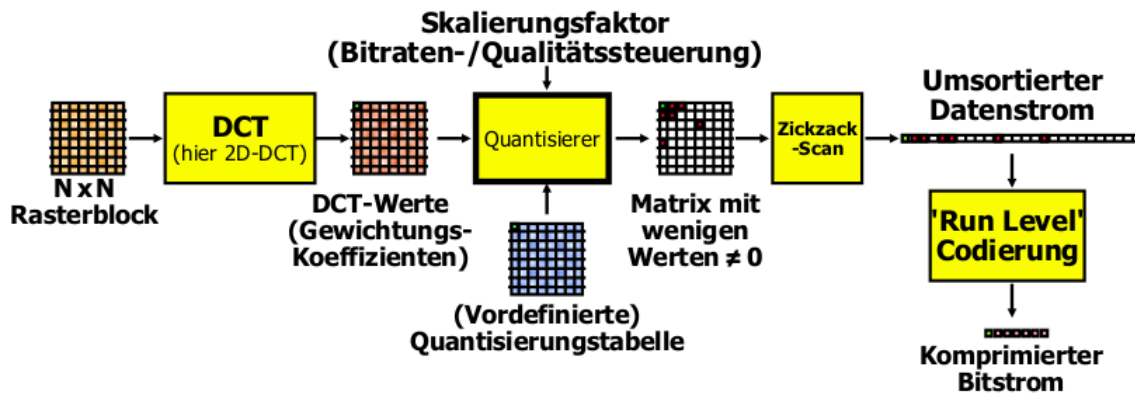 Skalierungsfaktor
(Bitraten-/Qualitätssteuerung)
N x N
Rasterblock
DCT
(hier 2D-DCT)
DCT-Werte
(Gewichtungs-
Koeffizienten)
Quantisierer
(Vordefinierte)
Quantisierungstabelle
Matrix mit
wenigen
Werten ≠ 0
Zickzack
-Scan
Umsortierter
Datenstrom
'Run Level'
Codierung
Komprimierter
Bitstrom